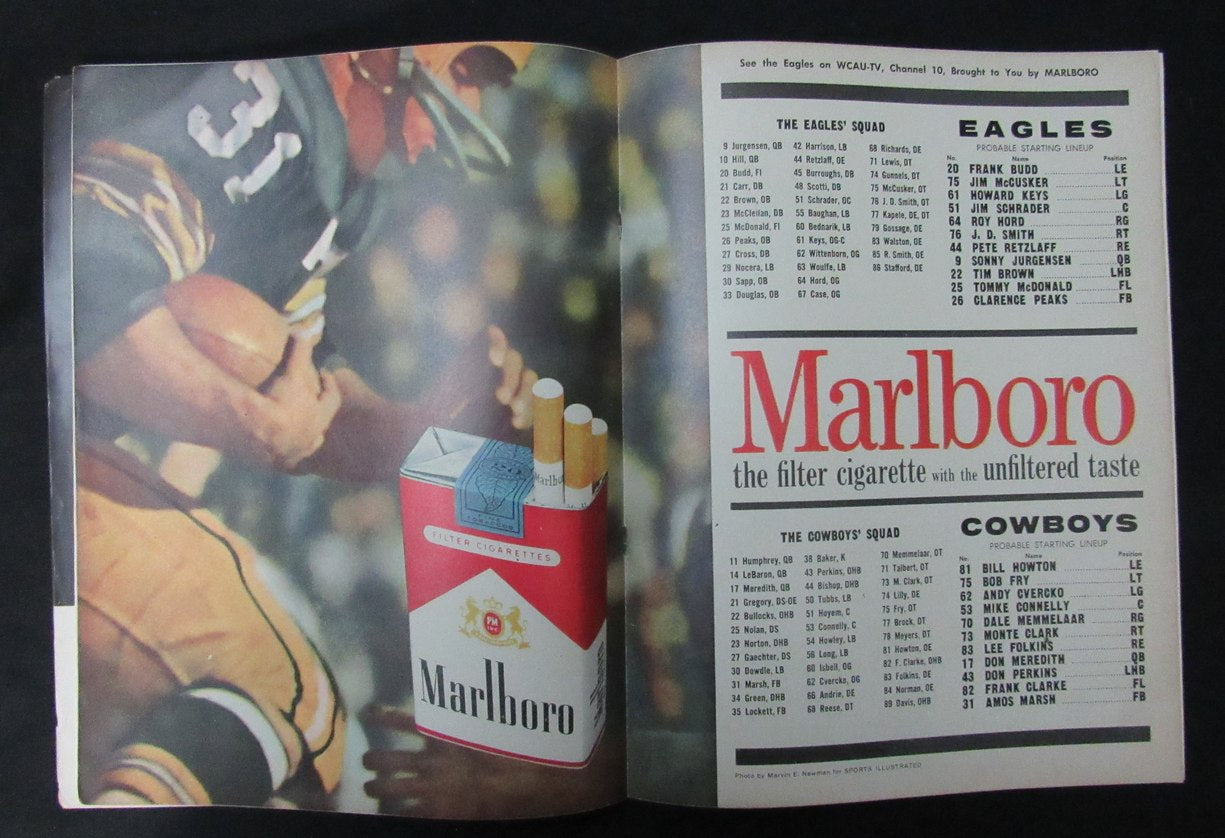 31
Marlbo
FILTER CIGARETTES
PM
INC
Marlboro
See the Eagles on WCAU-TV, Channel 10, Brought to You by MARLBORO
THE EAGLES' SQUAD
9 Jurgensen, QB
10 Hill, QB
20 Budd, Fl
21 Carr, DB
22 Brown, OB
23 McClellan, DB
25 McDonald, Fl
26 Peaks, OB
27 Cross, DB
29 Nocera, LB
30 Sapp, OB
33 Douglas, OB
42 Harrison, LB
44 Retzlaff, OE
45 Burroughs, DB
48 Scotti, DB
51 Schrader, OC
55 Baughan, LB
60 Bednarik, LB
61 Keys, OG-C
62 Wittenborn, OG
63 Woulfe, LB
64 Hord, OG
67 Case, OG
68 Richards, DE
71 Lewis, DT
74 Gunnels, DT
75 McCusker, OT
76 J. D. Smith, OT
77 Kapele, DE, DT
79 Gossage, DE
83 Walston, OE
85 R. Smith, OE
86 Stafford, DE
EAGLES
PROBABLE STARTING LINEUP
No. Name Position
20 FRANK BUDD LE
75 JIM McCUSKER LT
61 HOWARD KEYS LG
51 JIM SCHRADER C
64 ROY HORD RG
76 J. D. SMITH RT
44 PETE RETZLAFF RE
9 SONNY JURGENSEN QB
22 TIM BROWN LHB
25 TOMMY McDONALD FL
26 CLARENCE PEAKS FB
Marlboro
the filter cigarette with the unfiltered taste
THE COWBOYS' SQUAD
11 Humphrey, QB
14 LeBaron, QB
17 Meredith, QB
21 Gregory, DS-OE
22 Bullocks, OHB
25 Nolan, DS
23 Norton, DHB
27 Gaechter, DS
30 Dowdle, LB
31 Marsh, FB
34 Green, DHB
35 Lockett, FB
38 Baker, K
43 Perkins, OHB
44 Bishop, DHB
50 Tubbs, LB
51 Hoyem, C
53 Connelly, C
54 Howley, LB
56 Long, LB
60 Isbell, OG
62 Cvercko, OG
66 Andrie, DE
68 Reese, DT
70 Memmelaar, OT
71 Talbert, OT
73 M. Clark, OT
74 Lilly, DE
75 Fry, OT
77 Brock, DT
78 Meyers, DT
81 Howton, OE
82 F. Clarke, OHB
83 Folkins, OE
84 Norman, OE
89 Davis, OHB
COWBOYS
PROBABLE STARTING LINEUP
No. Name Position
81 BILL HOWTON LE
75 BOB FRY LT
62 ANDY CVERCKO LG
53 MIKE CONNELLY C
70 DALE MEMMELAAR RG
73 MONTE CLARK RT
83 LEE FOLKINS RE
17 DON MEREDITH QB
43 DON PERKINS LHB
82 FRANK CLARKE FL
31 AMOS MARSH FB
Photo by Marvin E. Newman for SPORTS ILLUSTRATED